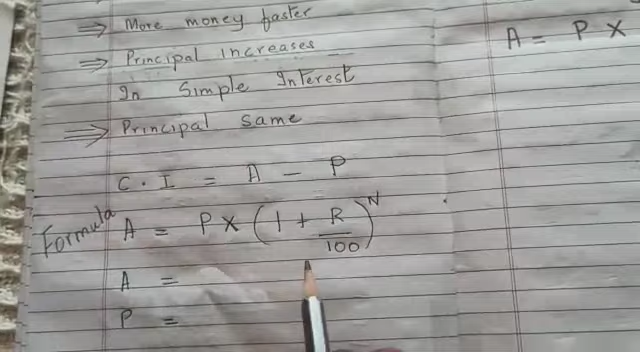 ⇒ More money faster
⇒ Principal increases
In Simple Interest
⇒ Principal same
C.I = A - P
Formula A = P × (1 + R/100)^N
A =
P =
A = P ×